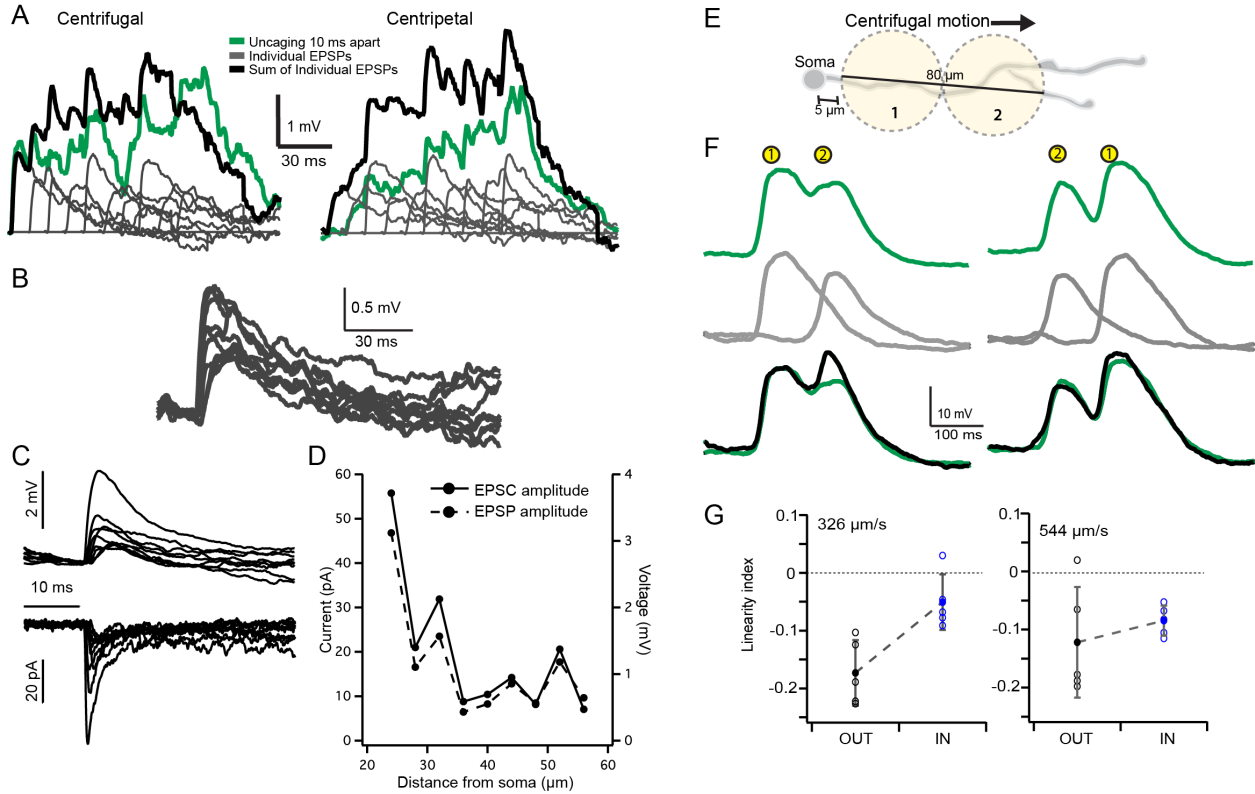 A
Centrifugal
Centripetal
Uncaging 10 ms apart
Individual EPSPs
Sum of Individual EPSPs
1 mV
30 ms
B
0.5 mV
30 ms
C
2 mV
10 ms
20 pA
D
EPSC amplitude
EPSP amplitude
60
50
40
30
20
10
0
Current (pA)
4
3
2
1
0
Voltage (mV)
20
30
40
50
60
Distance from soma (µm)
E
Centrifugal motion
Soma
80 µm
5 µm
1
2
F
1
2
2
1
10 mV
100 ms
G
326 µm/s
0.1
0
-0.1
-0.2
Linearity index
OUT
IN
544 µm/s
0.1
0
-0.1
-0.2
OUT
IN